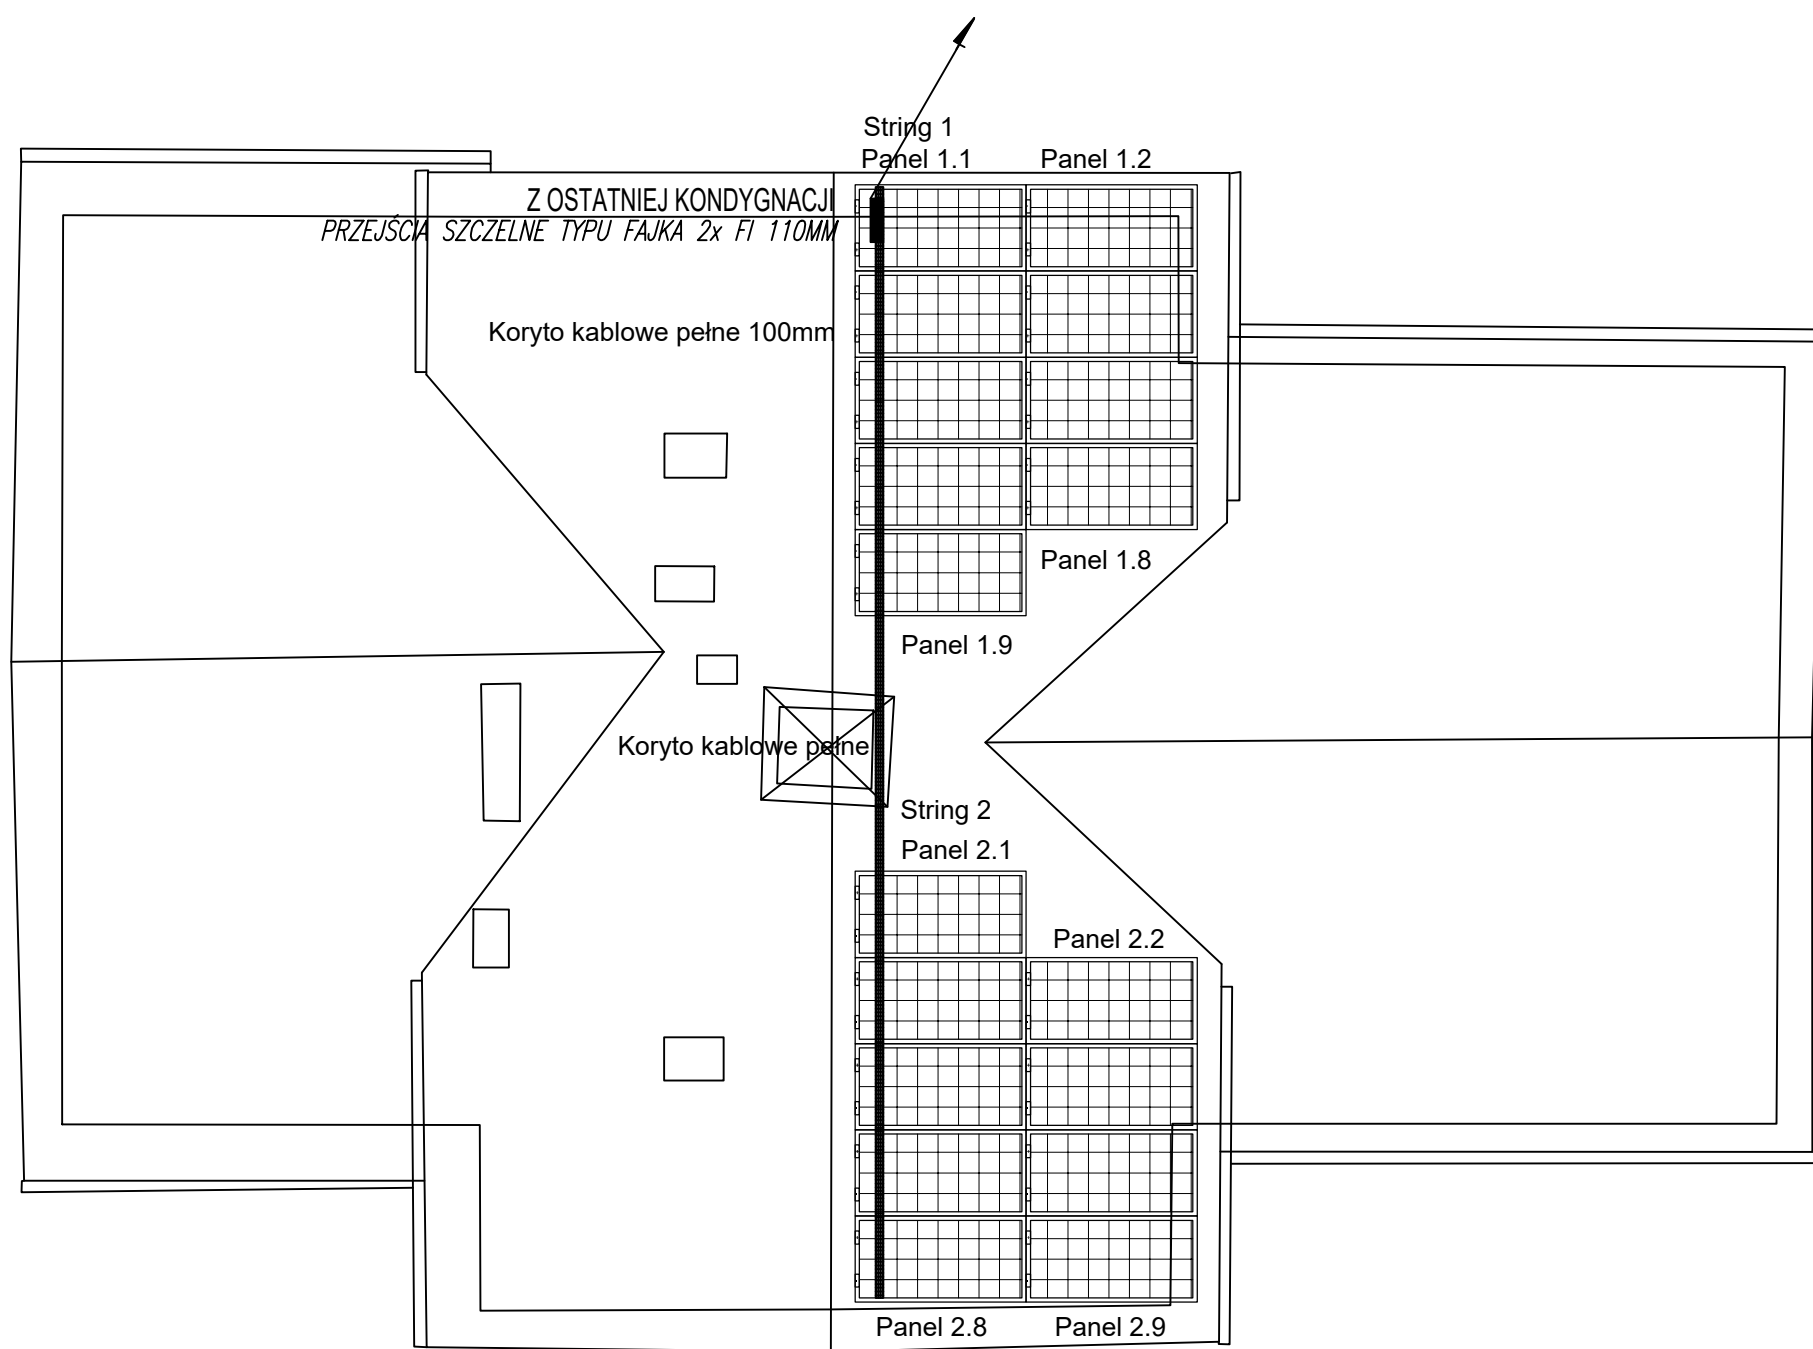 String 1
Panel 1.1
Panel 1.2
Z OSTATNIEJ KONDYGNACJI
PRZEJŚCIA SZCZELNE TYPU FAJKA 2x FI 110MM
Koryto kablowe pełne 100mm
Panel 1.8
Panel 1.9
Koryto kablowe pełne
String 2
Panel 2.1
Panel 2.2
Panel 2.8
Panel 2.9